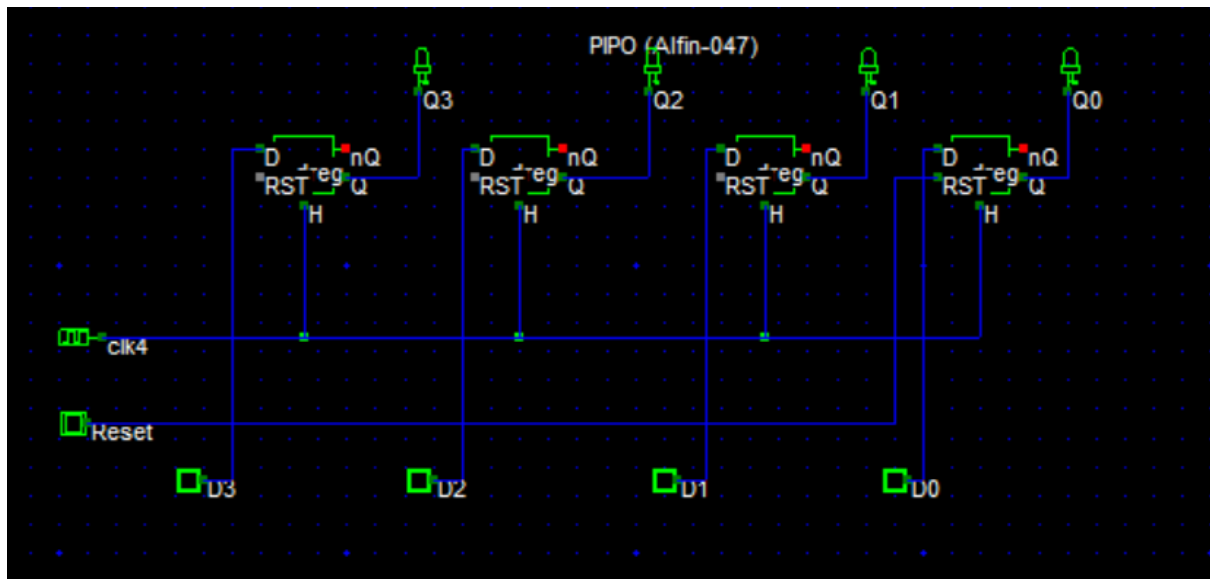 PIPO (Alfin-047)
Q3
Q2
Q1
Q0
D nQ
RST Q
H
D nQ
RST Q
H
D nQ
RST Q
H
D nQ
RST Q
H
clk4
Reset
D3
D2
D1
D0